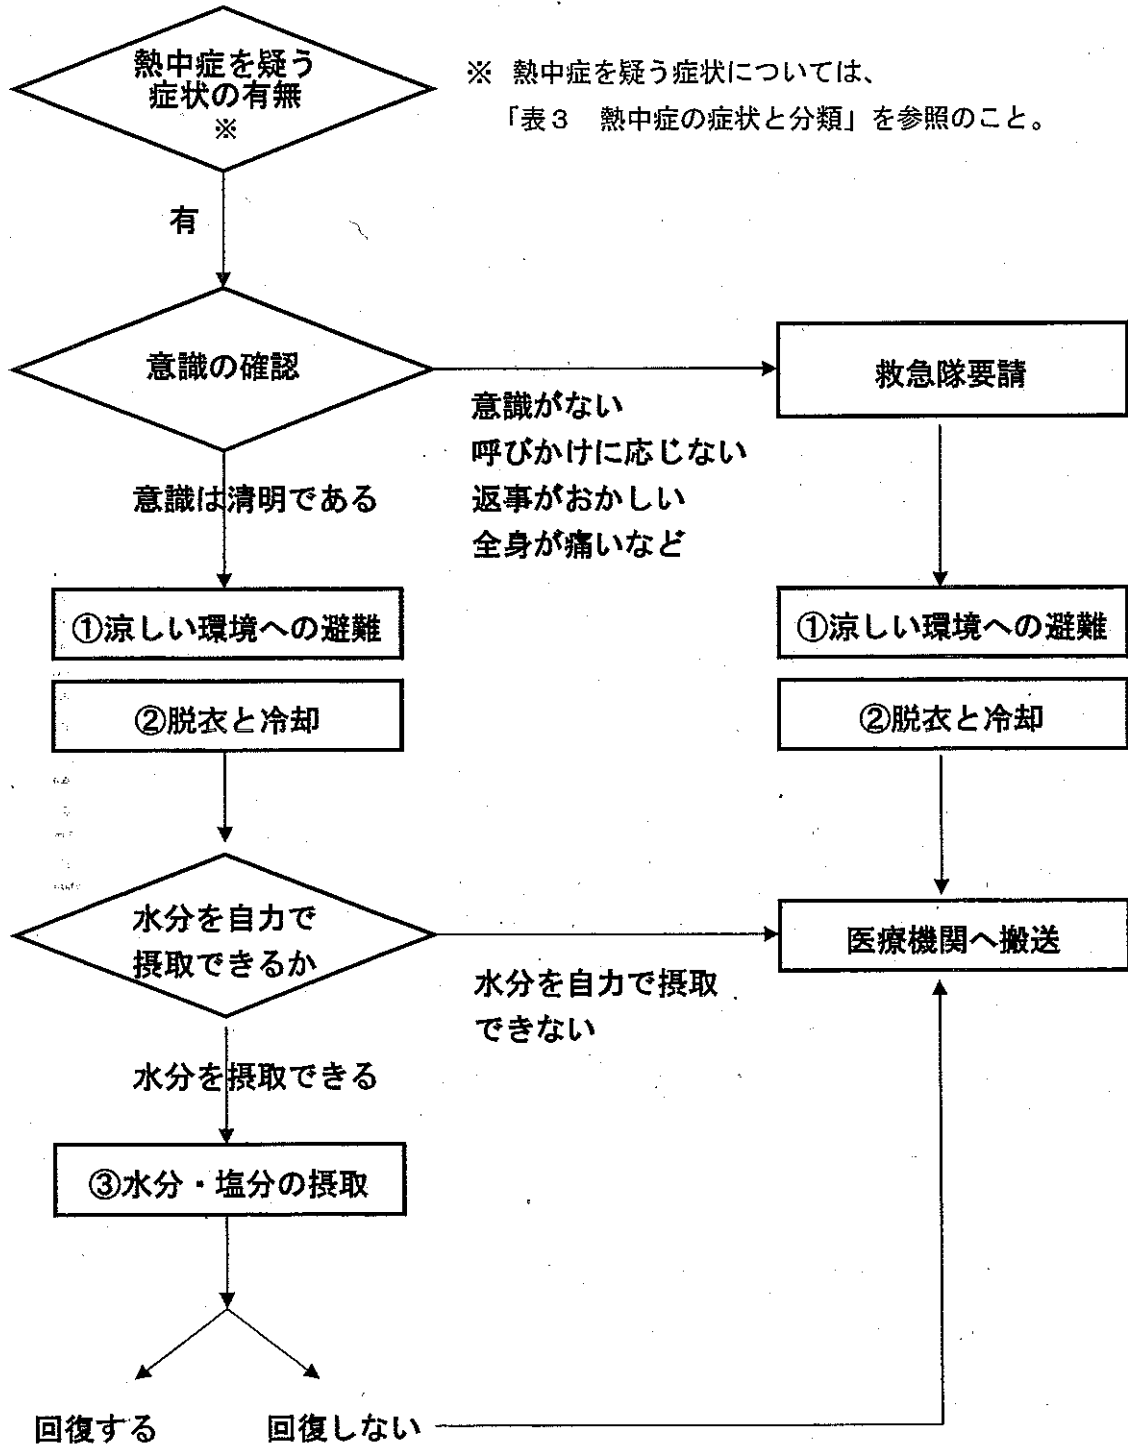 熱中症を疑う
症状の有無
※
※ 熱中症を疑う症状については、
「表3 熱中症の症状と分類」を参照のこと。
有
意識の確認
救急隊要請
意識がない
呼びかけに応じない
返事がおかしい
全身が痛いなど
意識は清明である
①涼しい環境への避難
①涼しい環境への避難
②脱衣と冷却
②脱衣と冷却
水分を自力で
摂取できるか
医療機関へ搬送
水分を自力で摂取
できない
水分を摂取できる
③水分・塩分の摂取
回復する
回復しない